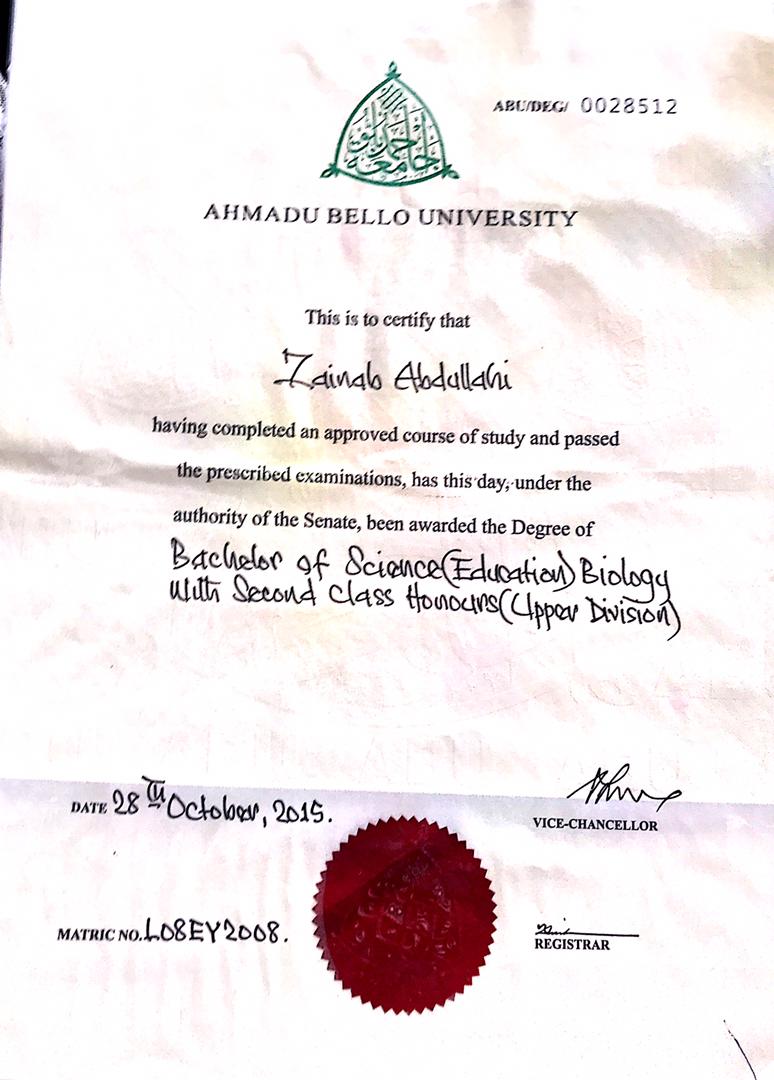 جامعة
أحمد بللو
ABU/DEG/ 0028512
AHMADU BELLO UNIVERSITY
This is to certify that
Zainab Abdullahi
having completed an approved course of study and passed
the prescribed examinations, has this day, under the
authority of the Senate, been awarded the Degree of
Bachelor of Science(Education) Biology
With Second Class Honours(Upper Division)
DATE 28TH October, 2015.
VICE-CHANCELLOR
MATRIC NO. L08EY2008.
REGISTRAR